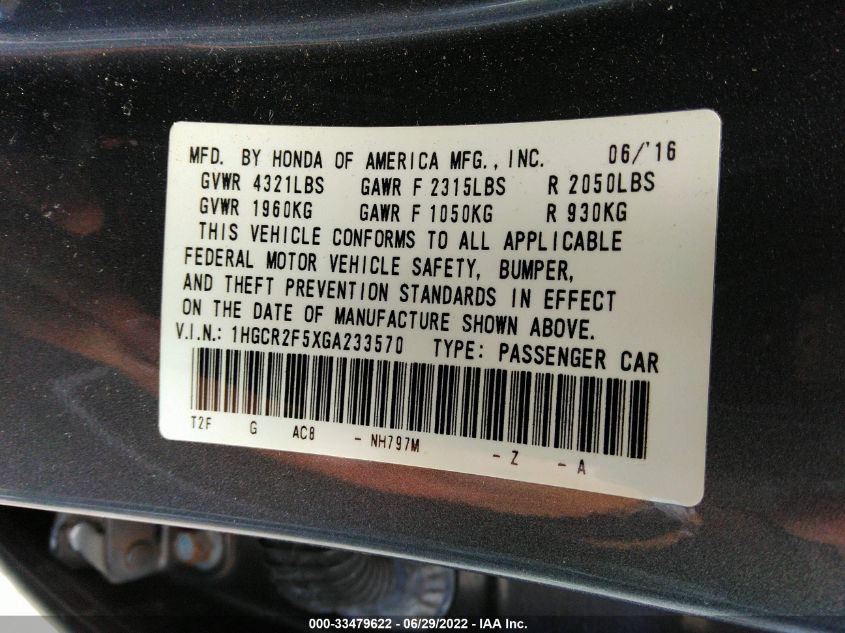 MFD. BY HONDA OF AMERICA MFG., INC. 06/'16
GVWR 4321LBS GAWR F 2315LBS R 2050LBS
GVWR 1960KG GAWR F 1050KG R 930KG
THIS VEHICLE CONFORMS TO ALL APPLICABLE
FEDERAL MOTOR VEHICLE SAFETY, BUMPER,
AND THEFT PREVENTION STANDARDS IN EFFECT
ON THE DATE OF MANUFACTURE SHOWN ABOVE.
V.I.N.: 1HGCR2F5XGA233570 TYPE: PASSENGER CAR
T2F G AC8 - NH797M - Z - A
000-33479622 - 06/29/2022 - IAA Inc.